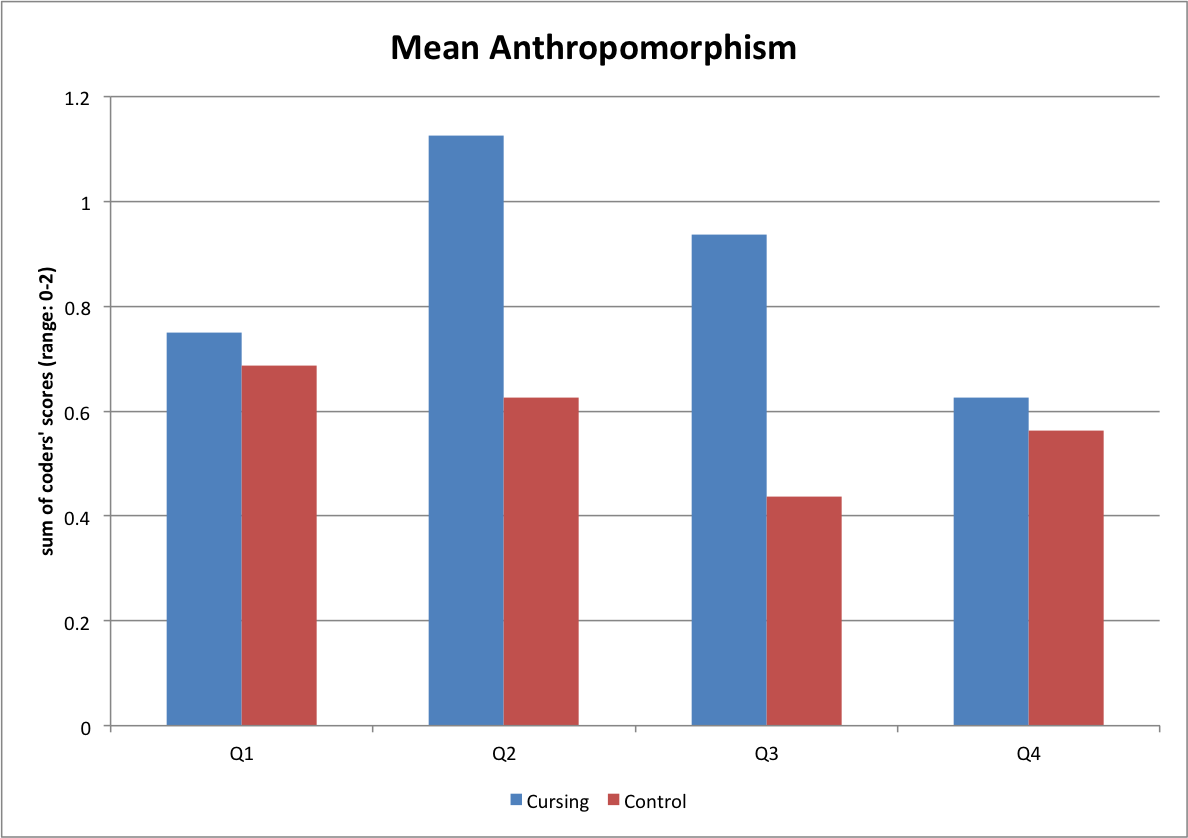 Mean Anthropomorphism
sum of coders' scores (range: 0-2)
1.2
1
0.8
0.6
0.4
0.2
0
Q1 Q2 Q3 Q4
Cursing Control